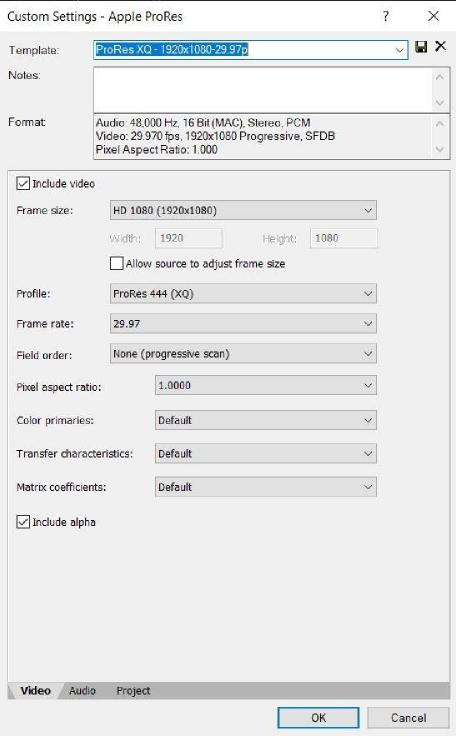 Custom Settings - Apple ProRes ? ×
Template: ProRes XQ - 1920x1080-29.97p
Notes:
Format: Audio: 48,000 Hz, 16 Bit (MAC), Stereo, PCM
Video: 29.970 fps, 1920x1080 Progressive, SFDB
Pixel Aspect Ratio: 1.000
Include video
Frame size: HD 1080 (1920x1080)
Width: 1920 Height: 1080
Allow source to adjust frame size
Profile: ProRes 444 (XQ)
Frame rate: 29.97
Field order: None (progressive scan)
Pixel aspect ratio: 1.0000
Color primaries: Default
Transfer characteristics: Default
Matrix coefficients: Default
Include alpha
Video Audio Project
OK Cancel